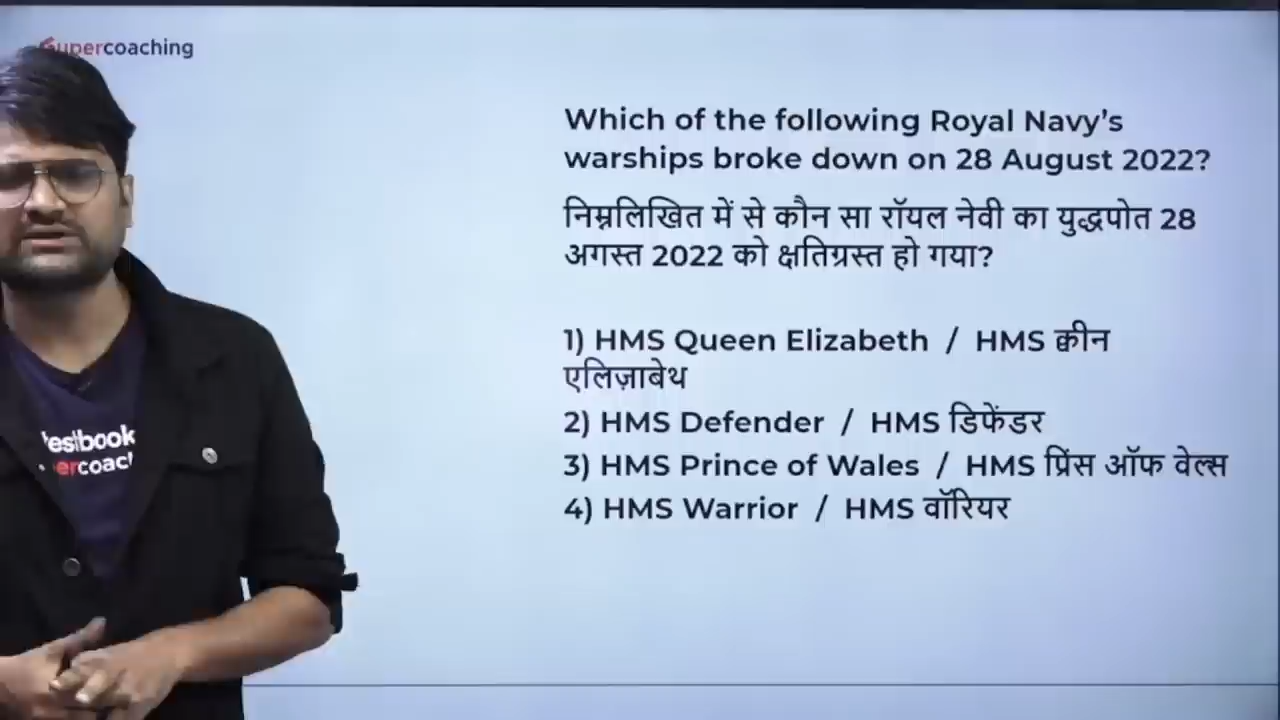 Supercoaching
Which of the following Royal Navy’s
warships broke down on 28 August 2022?
निम्नलिखित में से कौन सा रॉयल नेवी का युद्धपोत 28
अगस्त 2022 को क्षतिग्रस्त हो गया?
1) HMS Queen Elizabeth / HMS क्वीन
एलिज़ाबेथ
2) HMS Defender / HMS डिफेंडर
3) HMS Prince of Wales / HMS प्रिंस ऑफ वेल्स
4) HMS Warrior / HMS वॉरियर
testbook
ercoach